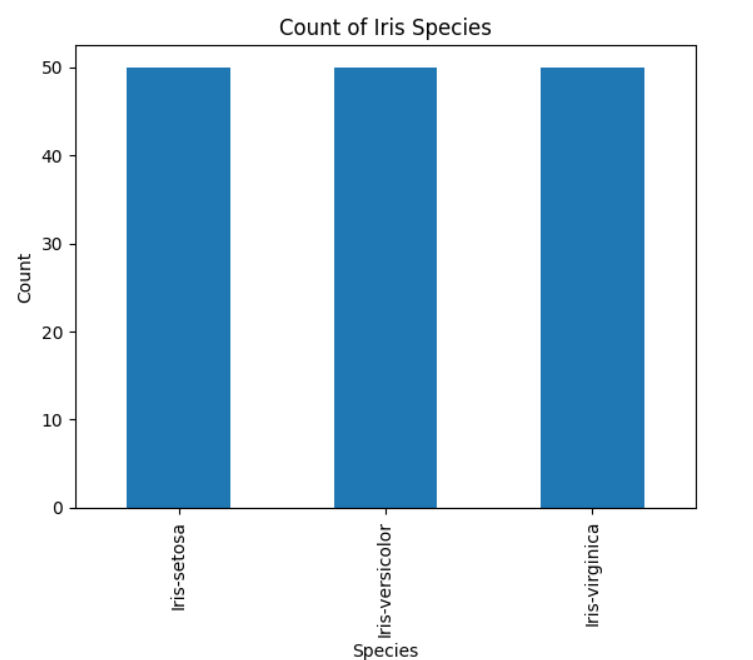 Count of Iris Species
Count
50
40
30
20
10
0
Iris-setosa
Iris-versicolor
Iris-virginica
Species